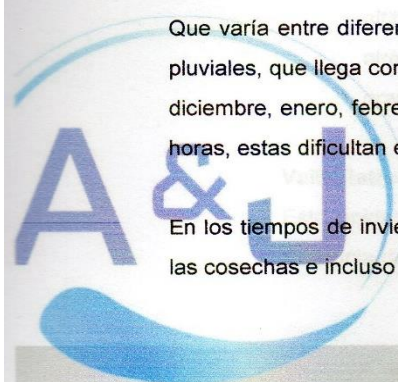 Que varía entre diferen
pluviales, que llega con
diciembre, enero, febre
horas, estas dificultan e
A&J
En los tiempos de invie
las cosechas e incluso